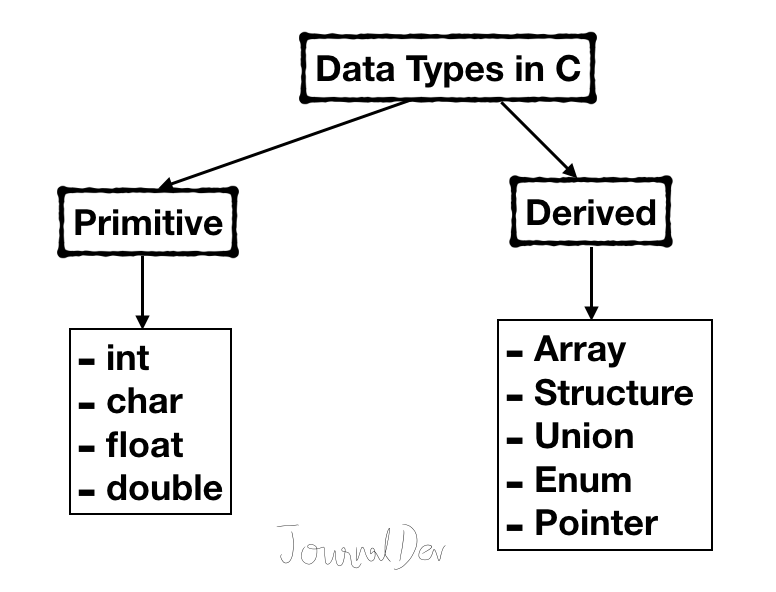 Data Types in C
Primitive
Derived
- int
- char
- float
- double
- Array
- Structure
- Union
- Enum
- Pointer
JournalDev